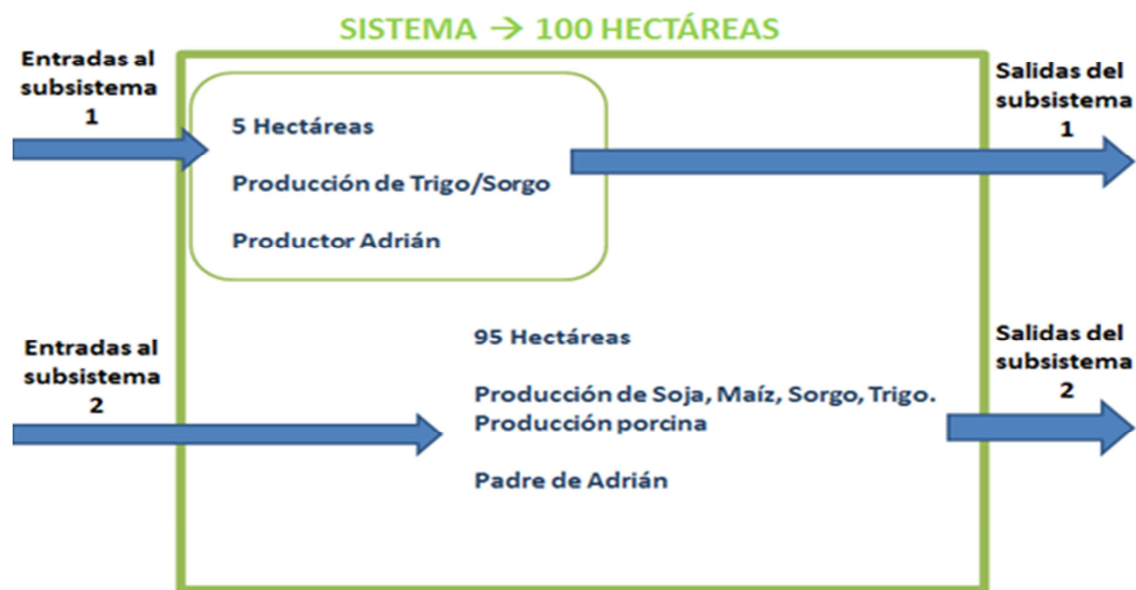 SISTEMA → 100 HECTÁREAS
Entradas al
subsistema
1
5 Hectáreas
Producción de Trigo/Sorgo
Productor Adrián
Salidas del
subsistema
1
Entradas al
subsistema
2
95 Hectáreas
Producción de Soja, Maíz, Sorgo, Trigo.
Producción porcina
Padre de Adrián
Salidas del
subsistema
2